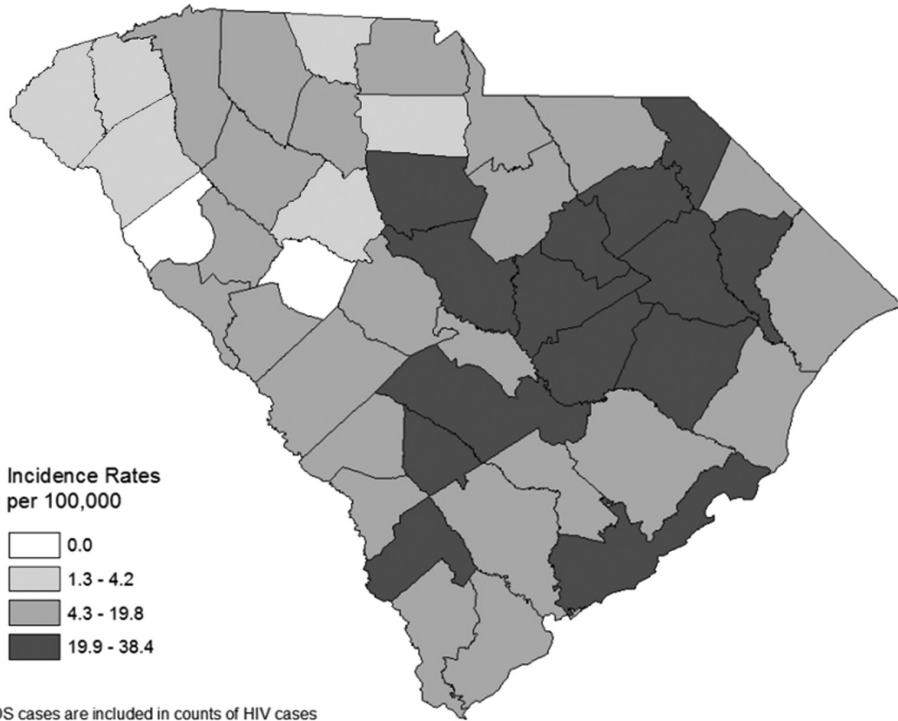 Incidence Rates
per 100,000
0.0
1.3 - 4.2
4.3 - 19.8
19.9 - 38.4
cases are included in counts of HIV cases